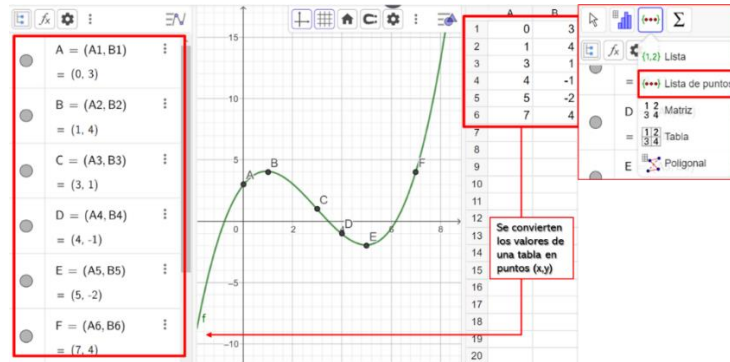 A = (A1, B1)
= (0, 3)
B = (A2, B2)
= (1, 4)
C = (A3, B3)
= (3, 1)
D = (A4, B4)
= (4, -1)
E = (A5, B5)
= (5, -2)
F = (A6, B6)
= (7, 4)
15
10
5
0
2
4
6
8
−5
−10
A
B
C
D
E
F
f
A B
1 0 3
2 1 4
3 3 1
4 4 -1
5 5 -2
6 7 4
7
8
9
10
11
12
13
14
15
16
17
18
19
20
Se convierten
los valores de
una tabla en
puntos (x,y)
{1,2} Lista
Lista de puntos
Matriz
Tabla
Poligonal
=
D
=
E